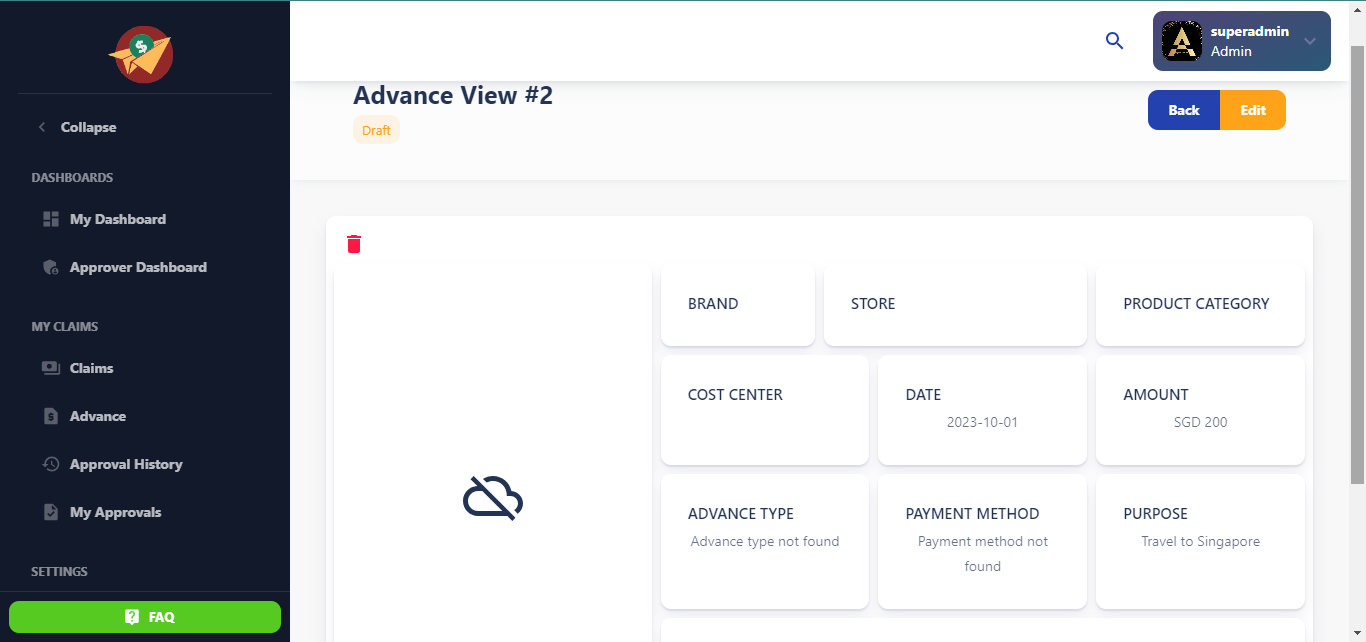 superadmin
Admin
Collapse
DASHBOARDS
My Dashboard
Approver Dashboard
MY CLAIMS
Claims
Advance
Approval History
My Approvals
SETTINGS
FAQ
Advance View #2
Draft
Back
Edit
BRAND
STORE
PRODUCT CATEGORY
COST CENTER
DATE
2023-10-01
AMOUNT
SGD 200
ADVANCE TYPE
Advance type not found
PAYMENT METHOD
Payment method not
found
PURPOSE
Travel to Singapore